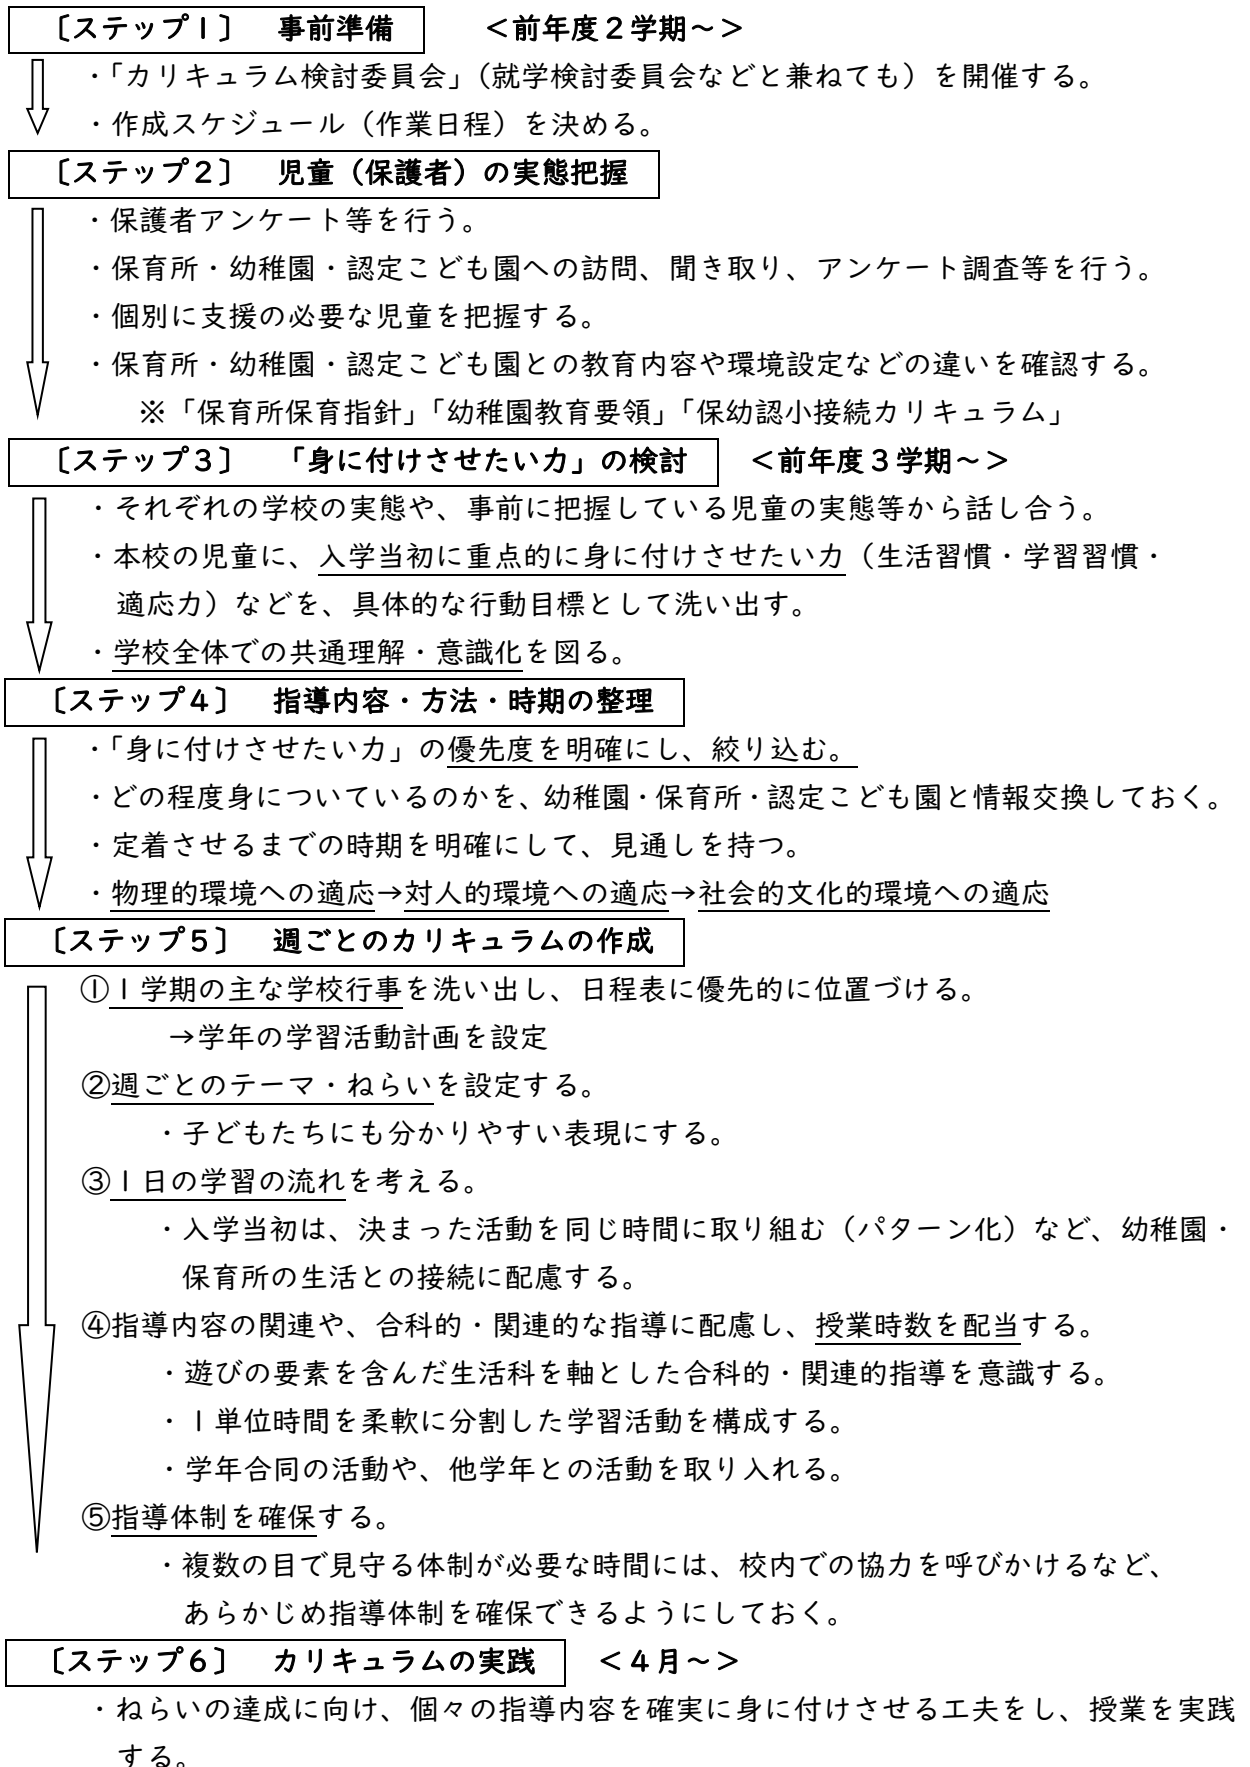 〔ステップ１〕　事前準備　　＜前年度２学期～＞
・「カリキュラム検討委員会」（就学検討委員会などと兼ねても）を開催する。
・作成スケジュール（作業日程）を決める。
〔ステップ２〕　児童（保護者）の実態把握
・保護者アンケート等を行う。
・保育所・幼稚園・認定こども園への訪問、聞き取り、アンケート調査等を行う。
・個別に支援の必要な児童を把握する。
・保育所・幼稚園・認定こども園との教育内容や環境設定などの違いを確認する。
※「保育所保育指針」「幼稚園教育要領」「保幼認小接続カリキュラム」
〔ステップ３〕　「身に付けさせたい力」の検討　＜前年度３学期～＞
・それぞれの学校の実態や、事前に把握している児童の実態等から話し合う。
・本校の児童に、入学当初に重点的に身に付けさせたい力（生活習慣・学習習慣・
適応力）などを、具体的な行動目標として洗い出す。
・学校全体での共通理解・意識化を図る。
〔ステップ４〕　指導内容・方法・時期の整理
・「身に付けさせたい力」の優先度を明確にし、絞り込む。
・どの程度身についているのかを、幼稚園・保育所・認定こども園と情報交換しておく。
・定着させるまでの時期を明確にして、見通しを持つ。
・物理的環境への適応→対人的環境への適応→社会的文化的環境への適応
〔ステップ５〕　週ごとのカリキュラムの作成
①１学期の主な学校行事を洗い出し、日程表に優先的に位置づける。
→学年の学習活動計画を設定
②週ごとのテーマ・ねらいを設定する。
・子どもたちにも分かりやすい表現にする。
③１日の学習の流れを考える。
・入学当初は、決まった活動を同じ時間に取り組む（パターン化）など、幼稚園・
保育所の生活との接続に配慮する。
④指導内容の関連や、合科的・関連的な指導に配慮し、授業時数を配当する。
・遊びの要素を含んだ生活科を軸とした合科的・関連的指導を意識する。
・１単位時間を柔軟に分割した学習活動を構成する。
・学年合同の活動や、他学年との活動を取り入れる。
⑤指導体制を確保する。
・複数の目で見守る体制が必要な時間には、校内での協力を呼びかけるなど、
あらかじめ指導体制を確保できるようにしておく。
〔ステップ６〕　カリキュラムの実践　＜４月～＞
・ねらいの達成に向け、個々の指導内容を確実に身に付けさせる工夫をし、授業を実践
する。